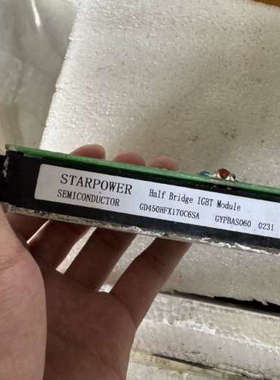 STARPOWER
SEMICONDUCTOR
Half Bridge IGBT Module
GD450HFX170C6SA GYPBAS060 0231